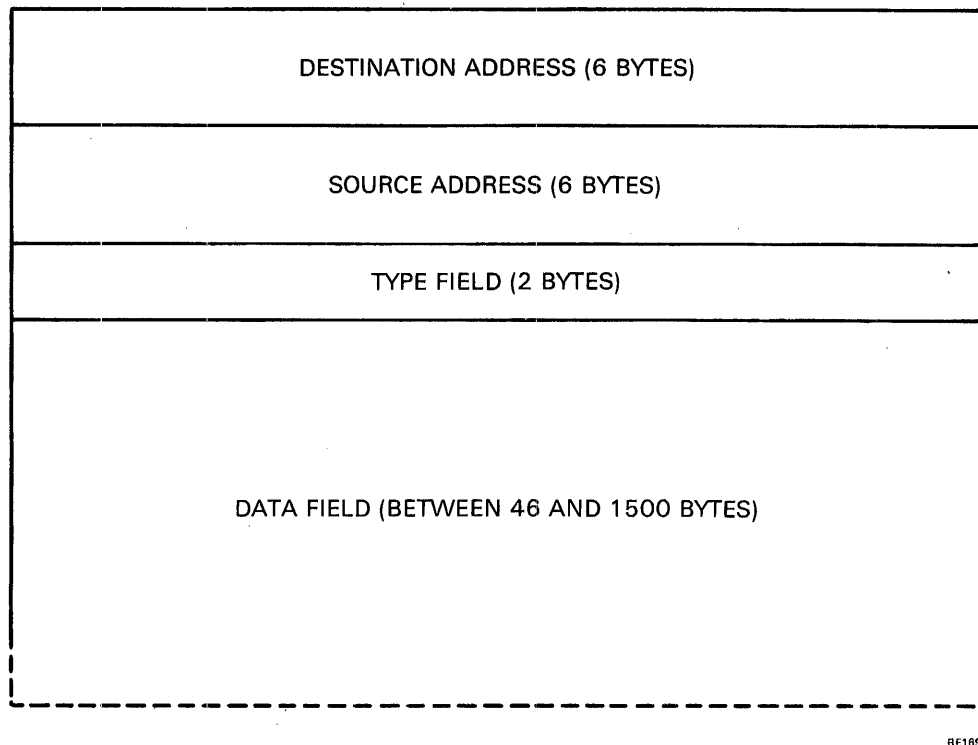 DESTINATION ADDRESS (6 BYTES)
SOURCE ADDRESS (6 BYTES)
TYPE FIELD (2 BYTES)
DATA FIELD (BETWEEN 46 AND 1500 BYTES)